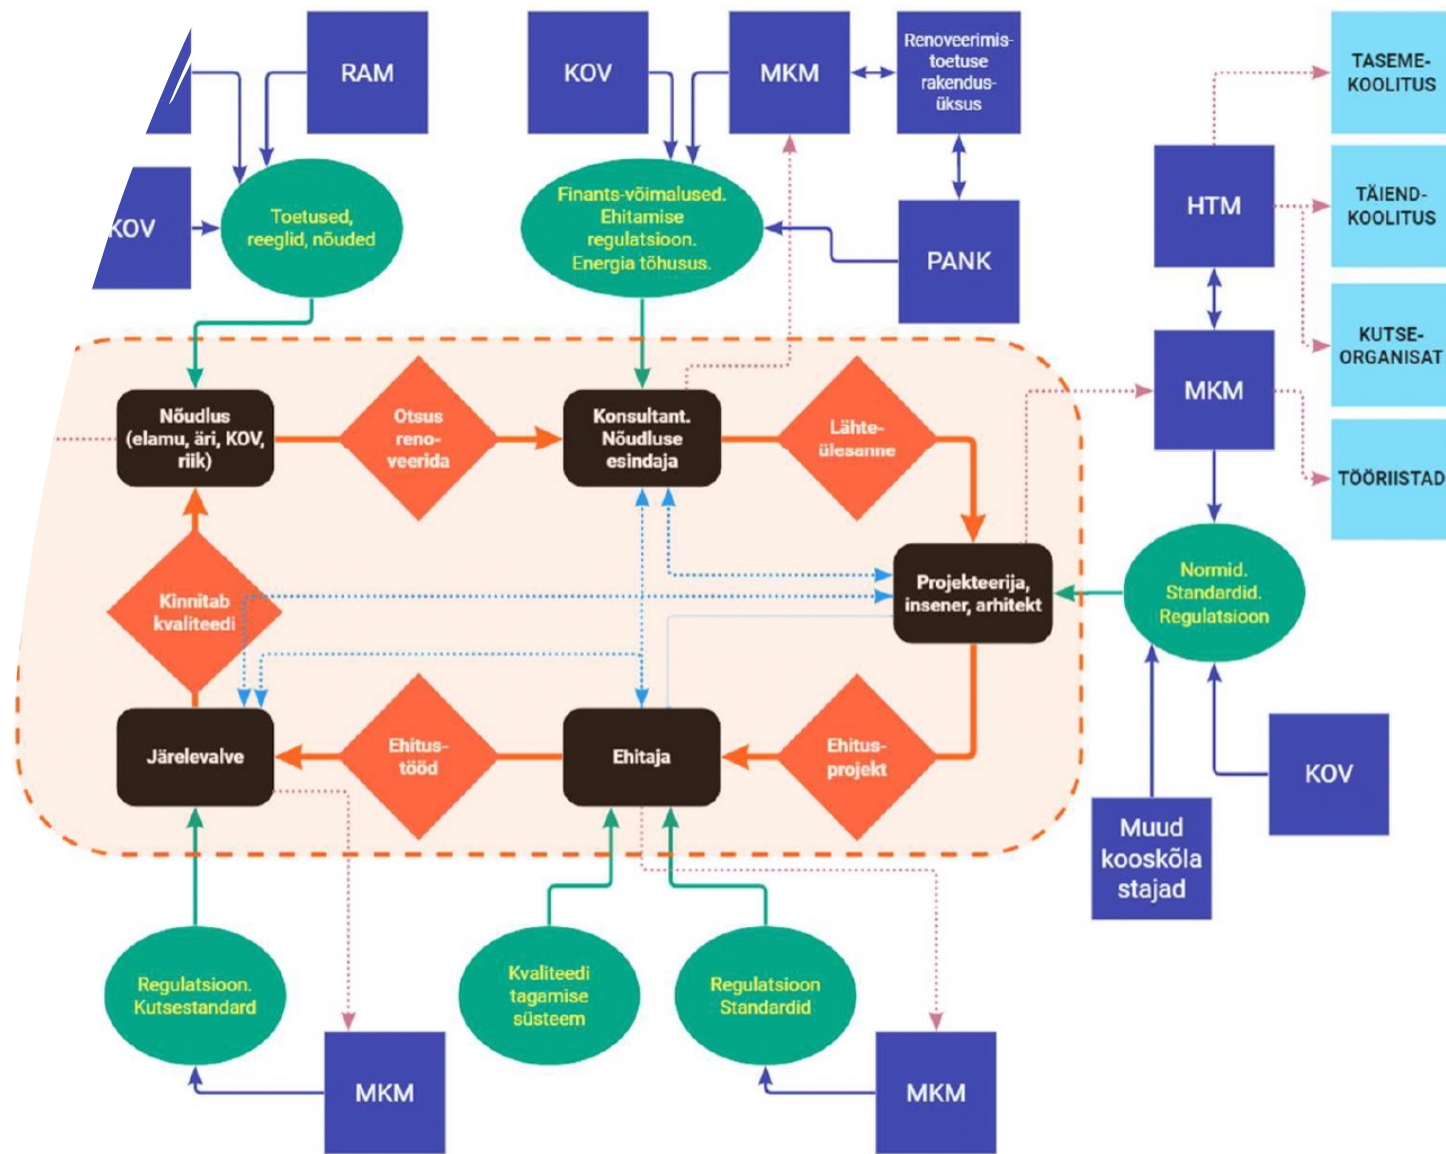 RAM
KOV
MKM
Renoveerimis-
toetuse
rakendus-
üksus
TASEME-
KOOLITUS
KOV
Toetused,
reeglid, nõuded
Finants-võimalused.
Ehitamise
regulatsioon.
Energia tõhusus.
PANK
HTM
TÄIEND-
KOOLITUS
KUTSE-
ORGANISAT
MKM
TÖÖRIISTAD
Nõudlus
(elamu, äri, KOV,
riik)
Otsus
reno-
veerida
Konsultant.
Nõudluse
esindaja
Lähte-
ülesanne
Projekteerija,
insener, arhitekt
Normid.
Standardid.
Regulatsioon
Kinnitab
kvaliteedi
Järelevalve
Ehitus-
tööd
Ehitaja
Ehitus-
projekt
KOV
Muud
kooskõla
stajad
Regulatsioon.
Kutsestandard
Kvaliteedi
tagamise
süsteem
Regulatsioon
Standardid
MKM
MKM